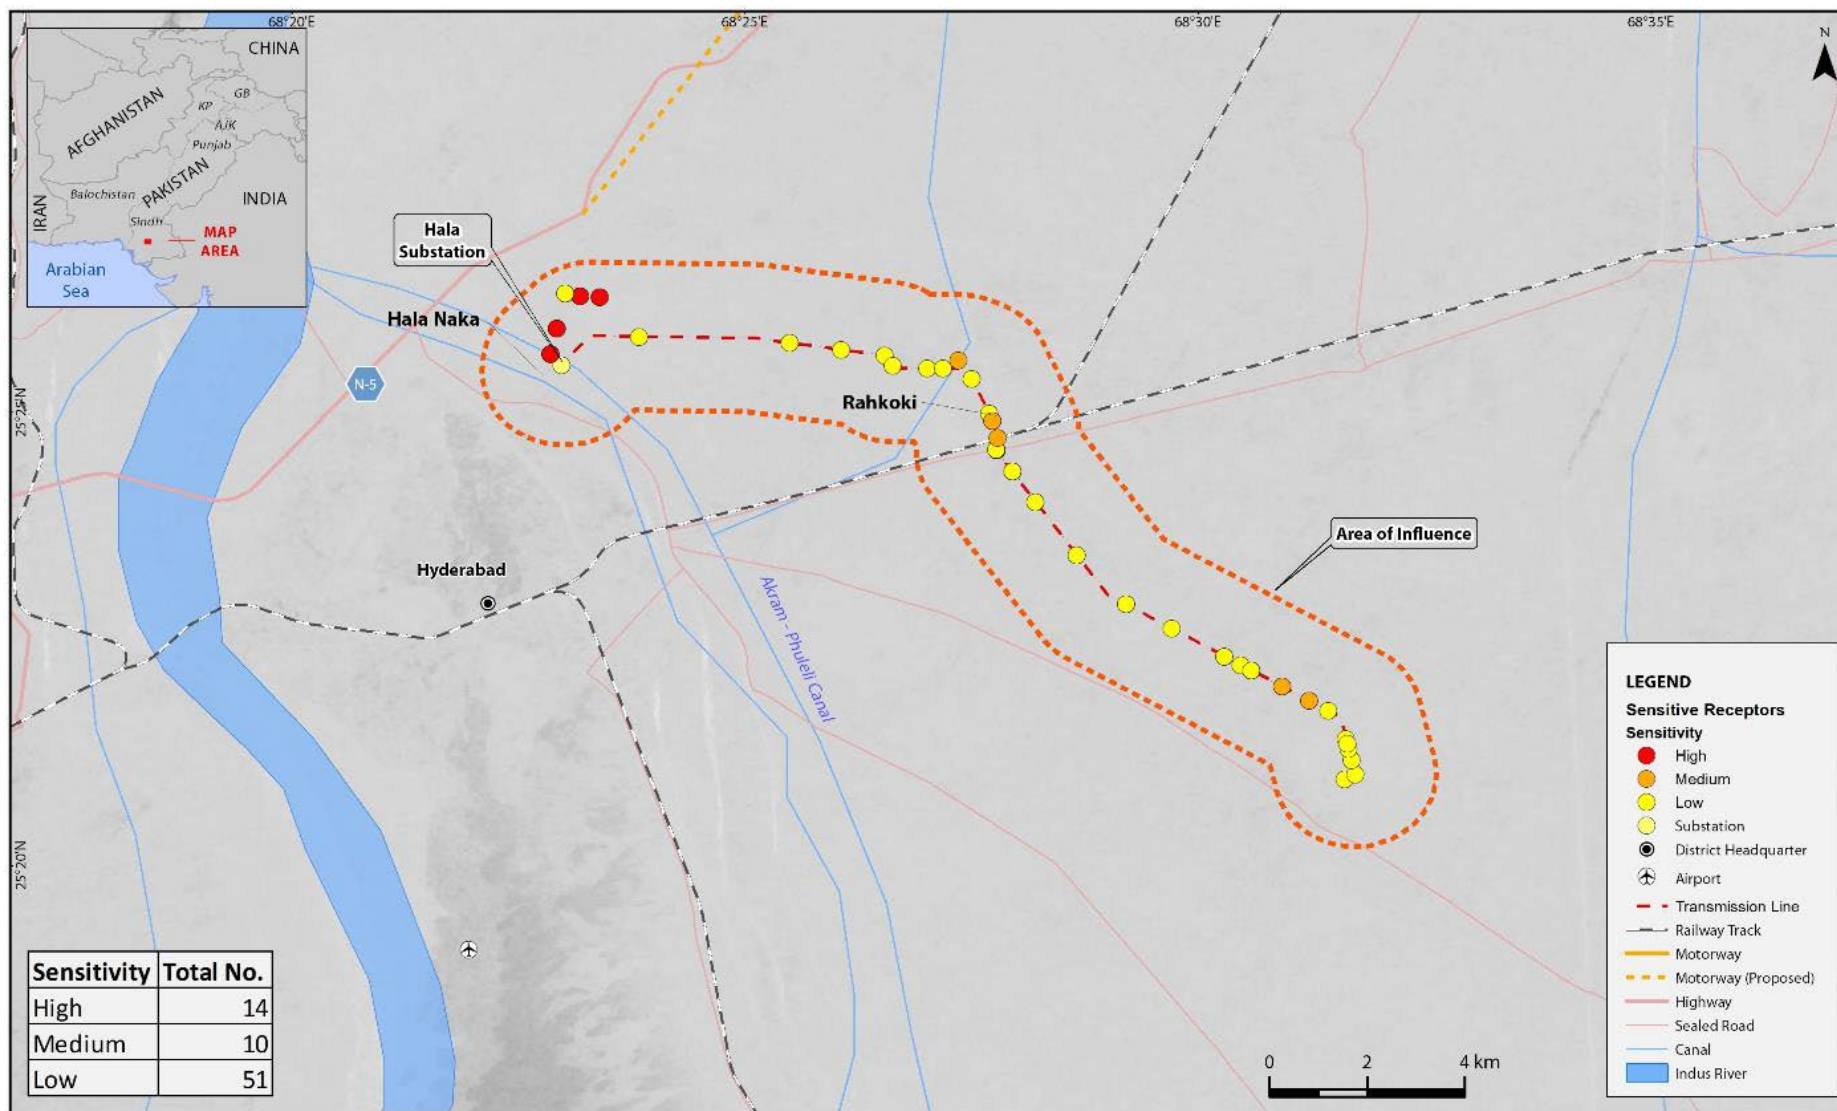 68°20'E
68°25'E
68°30'E
68°35'E
N
CHINA
AFGHANISTAN
KP
GB
AJK
Punjab
PAKISTAN
Balochistan
INDIA
IRAN
Sindh
MAP
AREA
Arabian
Sea
Hala
Substation
Hala Naka
N-5
25°25'N
Rahkoki
Area of Influence
Hyderabad
Akram - Phuleli Canal
25°20'N
LEGEND
Sensitive Receptors
Sensitivity
High
Medium
Low
Substation
District Headquarter
Airport
Transmission Line
Railway Track
Motorway
Motorway (Proposed)
Highway
Sealed Road
Canal
Indus River
Sensitivity Total No.
High 14
Medium 10
Low 51
0 2 4 km